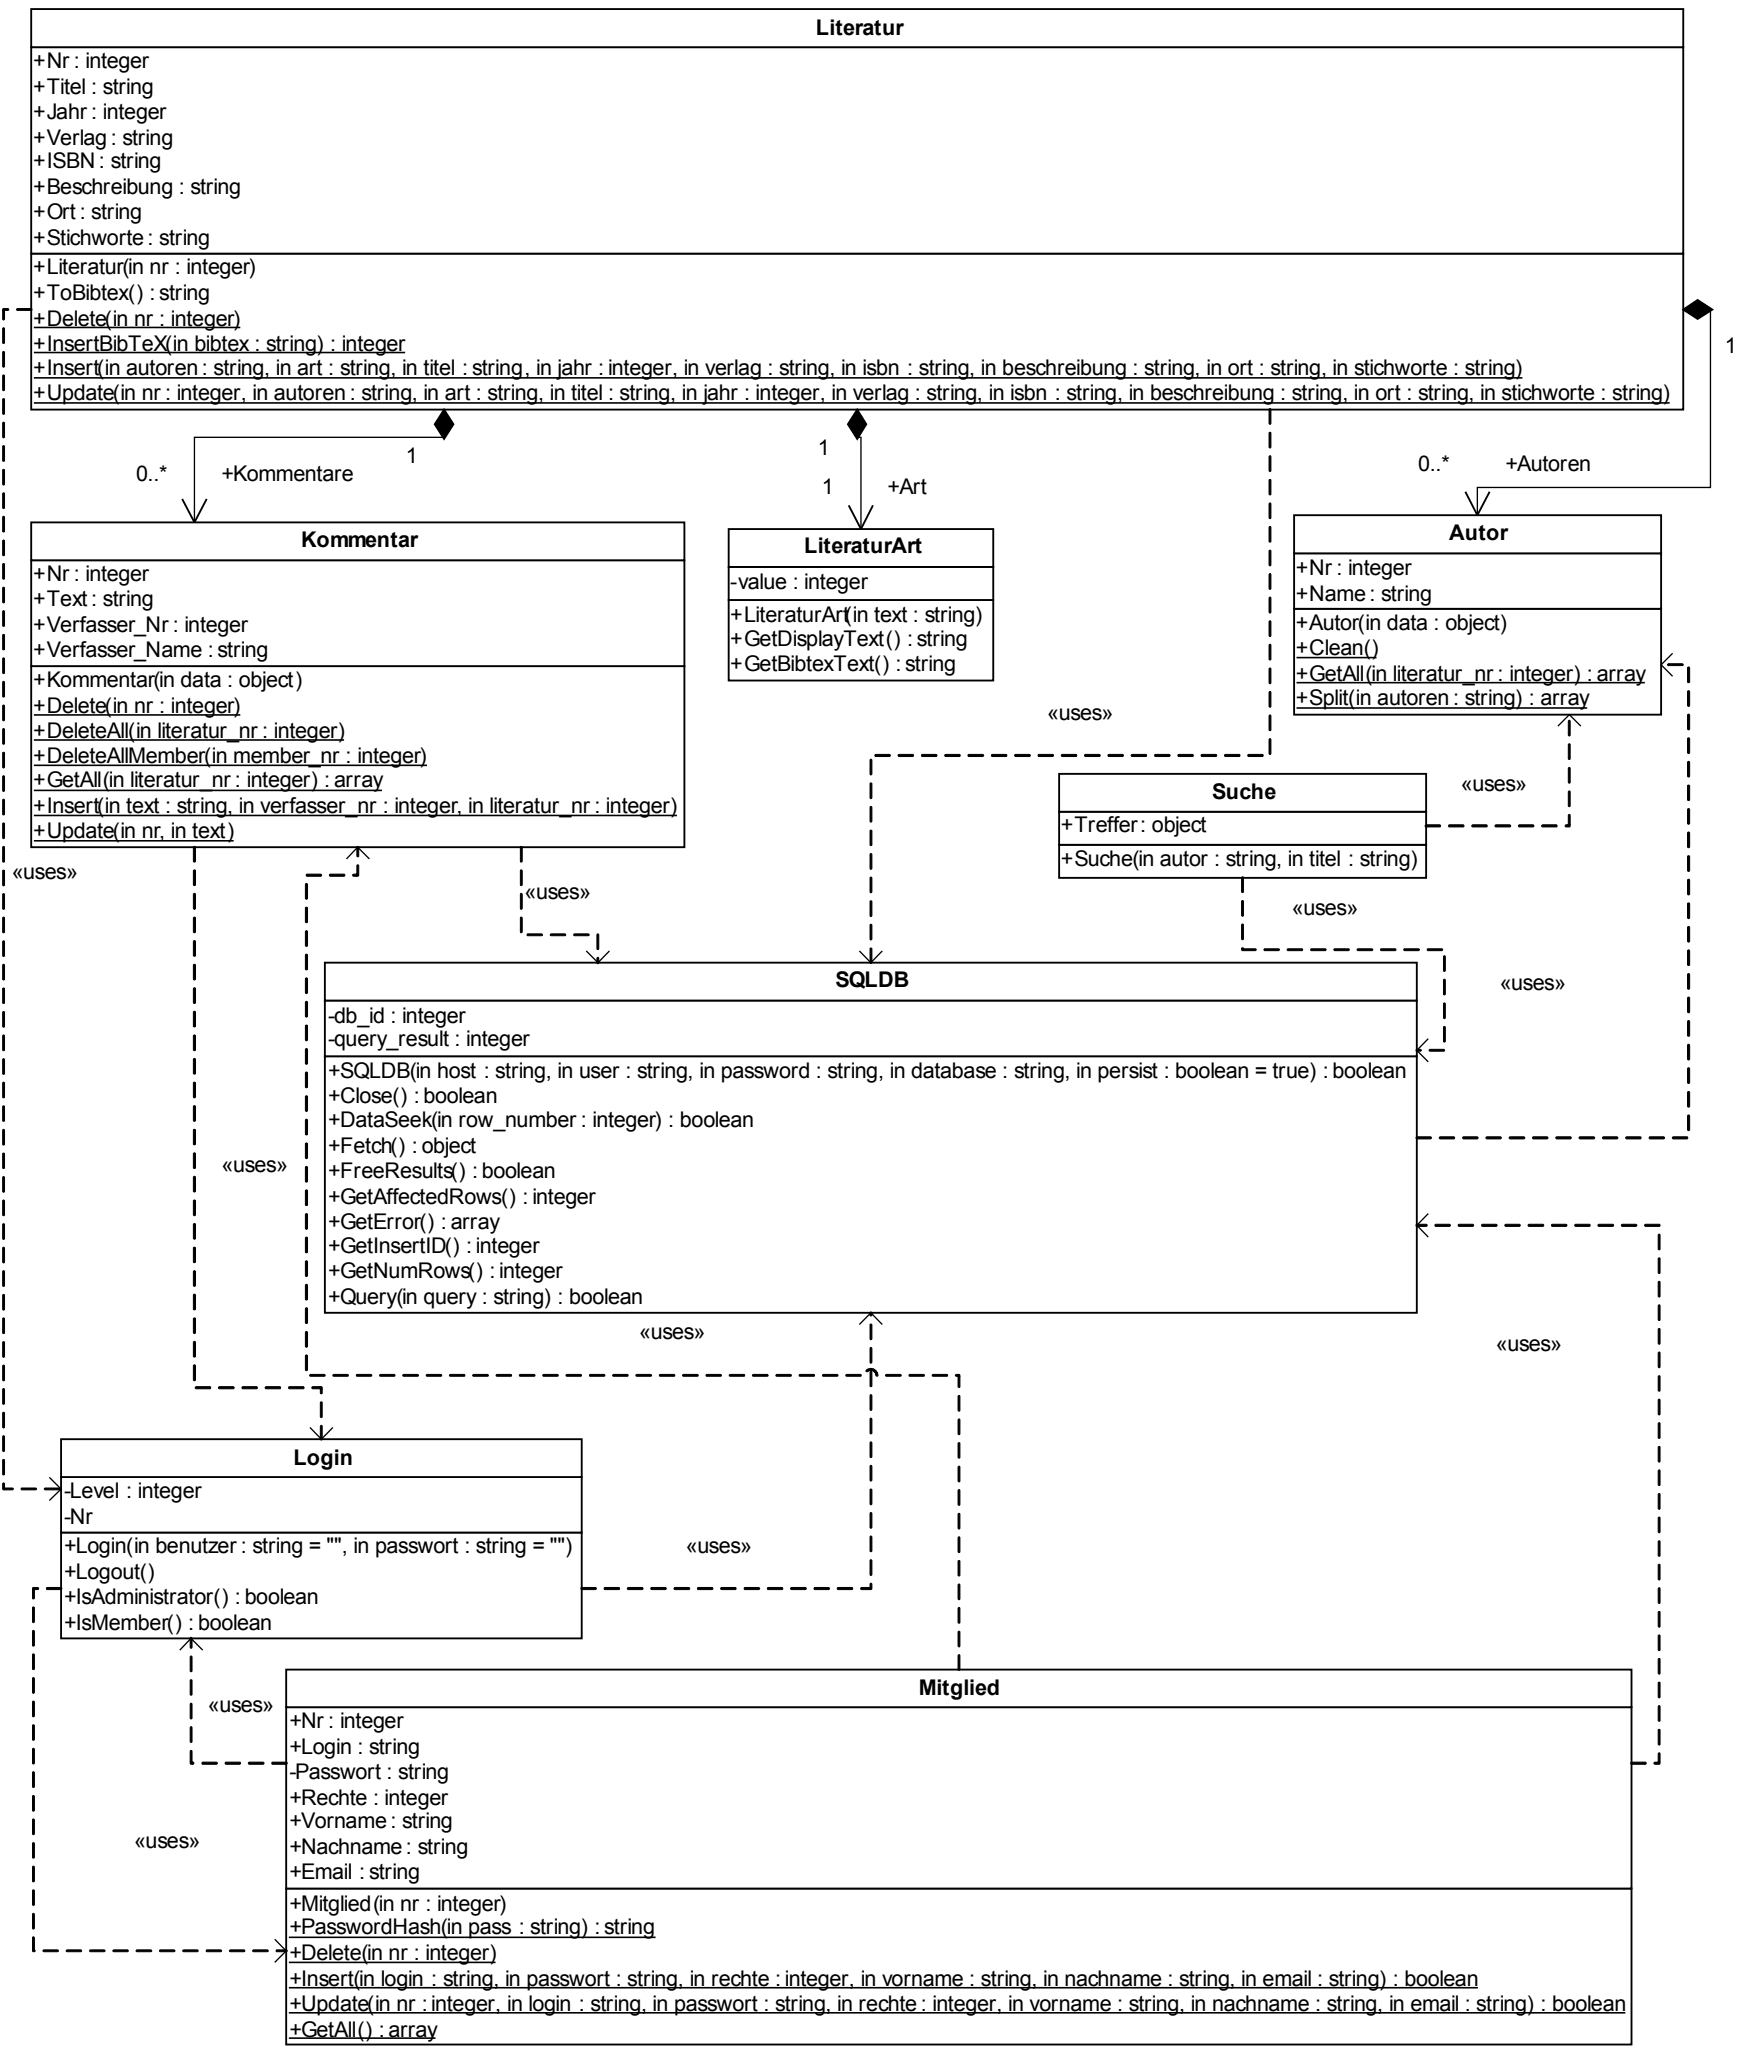 Literatur
+Nr : integer
+Titel : string
+Jahr : integer
+Verlag : string
+ISBN : string
+Beschreibung : string
+Ort : string
+Stichworte : string
+Literatur(in nr : integer)
+ToBibtex() : string
+Delete(in nr : integer)
+InsertBibTeX(in bibtex : string) : integer
+Insert(in autoren : string, in art : string, in titel : string, in jahr : integer, in verlag : string, in isbn : string, in beschreibung : string, in ort : string, in stichworte : string)
+Update(in nr : integer, in autoren : string, in art : string, in titel : string, in jahr : integer, in verlag : string, in isbn : string, in beschreibung : string, in ort : string, in stichworte : string)
1
1
0..*
+Kommentare
1
1
+Art
0..*
+Autoren
Kommentar
+Nr : integer
+Text : string
+Verfasser_Nr : integer
+Verfasser_Name : string
+Kommentar(in data : object)
+Delete(in nr : integer)
+DeleteAll(in literatur_nr : integer)
+DeleteAllMember(in member_nr : integer)
+GetAll(in literatur_nr : integer) : array
+Insert(in text : string, in verfasser_nr : integer, in literatur_nr : integer)
+Update(in nr, in text)
LiteraturArt
-value : integer
+LiteraturArt(in text : string)
+GetDisplayText() : string
+GetBibtexText() : string
Autor
+Nr : integer
+Name : string
+Autor(in data : object)
+Clean()
+GetAll(in literatur_nr : integer) : array
+Split(in autoren : string) : array
«uses»
Suche
+Treffer : object
+Suche(in autor : string, in titel : string)
«uses»
«uses»
«uses»
«uses»
«uses»
SQLDB
-db_id : integer
-query_result : integer
+SQLDB(in host : string, in user : string, in password : string, in database : string, in persist : boolean = true) : boolean
+Close() : boolean
+DataSeek(in row_number : integer) : boolean
+Fetch() : object
+FreeResults() : boolean
+GetAffectedRows() : integer
+GetError() : array
+GetInsertID() : integer
+GetNumRows() : integer
+Query(in query : string) : boolean
«uses»
«uses»
«uses»
Login
-Level : integer
-Nr
+Login(in benutzer : string = "", in passwort : string = "")
+Logout()
+IsAdministrator() : boolean
+IsMember() : boolean
«uses»
«uses»
«uses»
Mitglied
+Nr : integer
+Login : string
-Passwort : string
+Rechte : integer
+Vorname : string
+Nachname : string
+Email : string
+Mitglied(in nr : integer)
+PasswordHash(in pass : string) : string
+Delete(in nr : integer)
+Insert(in login : string, in passwort : string, in rechte : integer, in vorname : string, in nachname : string, in email : string) : boolean
+Update(in nr : integer, in login : string, in passwort : string, in rechte : integer, in vorname : string, in nachname : string, in email : string) : boolean
+GetAll() : array